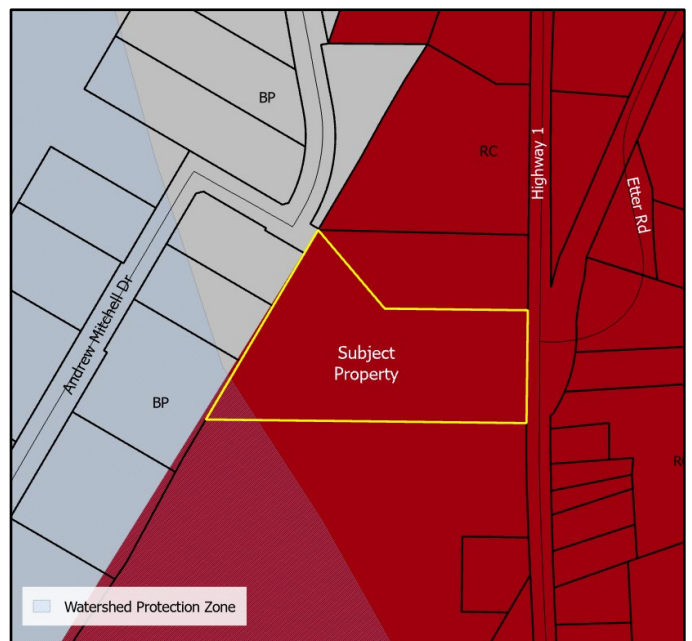 BP
RC
Highway 1
Etter Rd
Andrew Mitchell Dr
Subject
Property
BP
Watershed Protection Zone